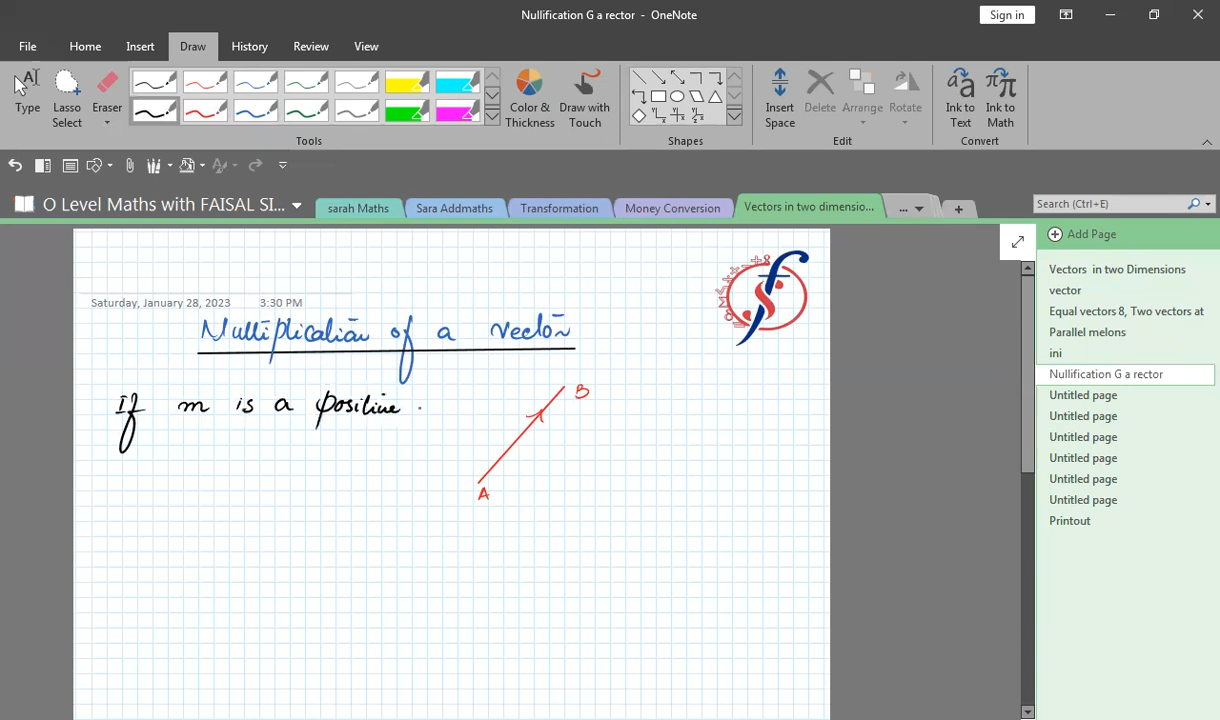 Nullification G a rector - OneNote
Sign in
File Home Insert Draw History Review View
Type
Lasso Select
Eraser
Color & Thickness
Draw with Touch
Insert Space
Delete
Arrange
Rotate
Ink to Text
Ink to Math
Tools
Shapes
Edit
Convert
O Level Maths with FAISAL SI...
sarah Maths
Sara Addmaths
Transformation
Money Conversion
Vectors in two dimensio...
...
Search (Ctrl+E)
Add Page
Vectors in two Dimensions
vector
Equal vectors 8, Two vectors at
Parallel melons
ini
Nullification G a rector
Untitled page
Untitled page
Untitled page
Untitled page
Untitled page
Untitled page
Printout
Saturday, January 28, 2023 3:30 PM
Multiplication of a vector
If m is a positive
B
A